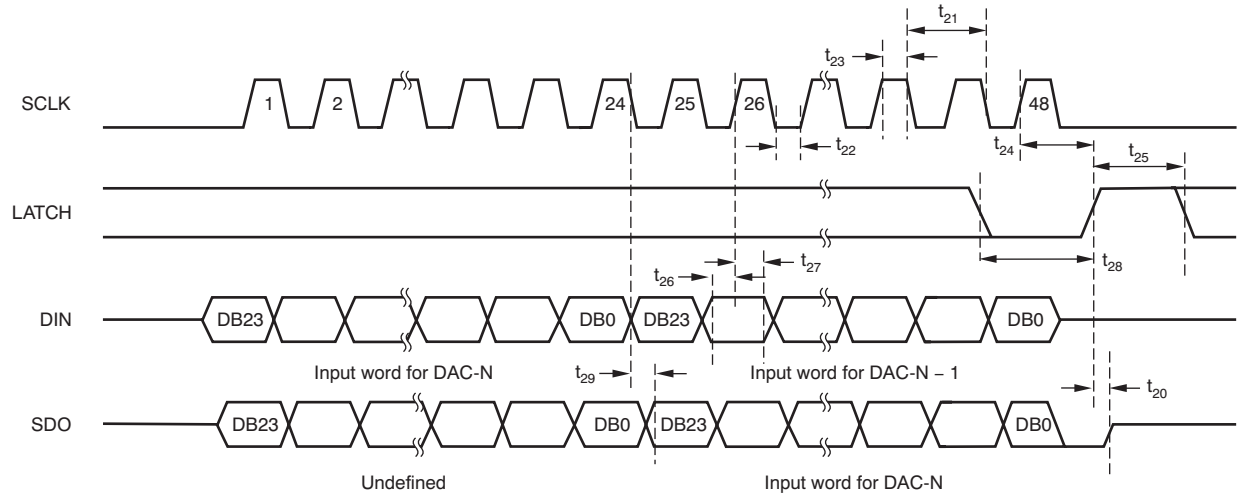 t21
t23
SCLK
1
2
24
25
26
48
t22
t24
t25
LATCH
t26
t27
t28
DIN
DB23
DB0
DB23
DB0
Input word for DAC-N
t29
Input word for DAC-N – 1
t20
SDO
DB23
DB0
DB23
DB0
Undefined
Input word for DAC-N